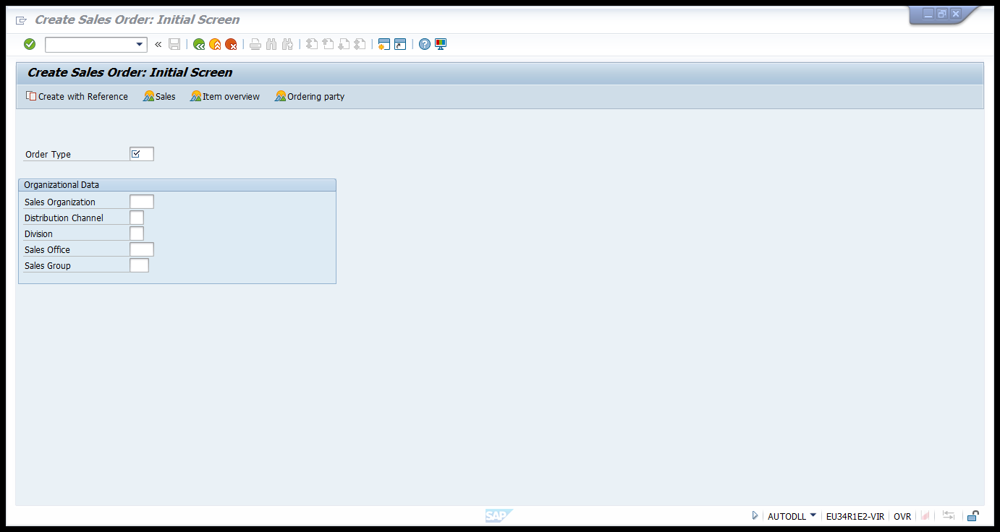 Create Sales Order: Initial Screen
Create Sales Order: Initial Screen
Create with Reference Sales Item overview Ordering party
Order Type
Organizational Data
Sales Organization
Distribution Channel
Division
Sales Office
Sales Group
SAP AUTODLL EU34R1E2-VIR OVR